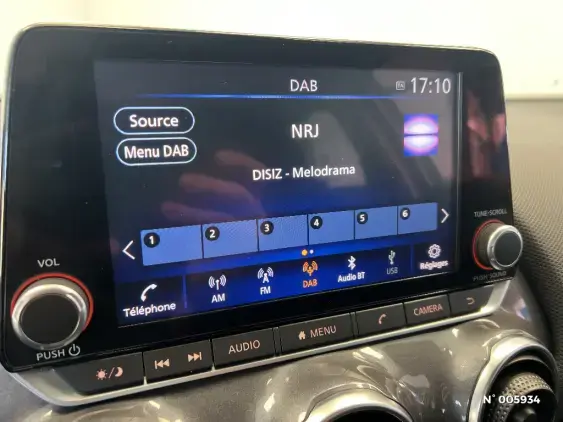 DAB
17:10
Source
NRJ
Menu DAB
DISIZ - Melodrama
1 2 3 4 5 6
Téléphone
AM
FM
DAB
Audio BT
USB
Réglages
VOL
PUSH
TUNE·SCROLL
PUSH SOUND
AUDIO
MENU
CAMERA
N° 005934